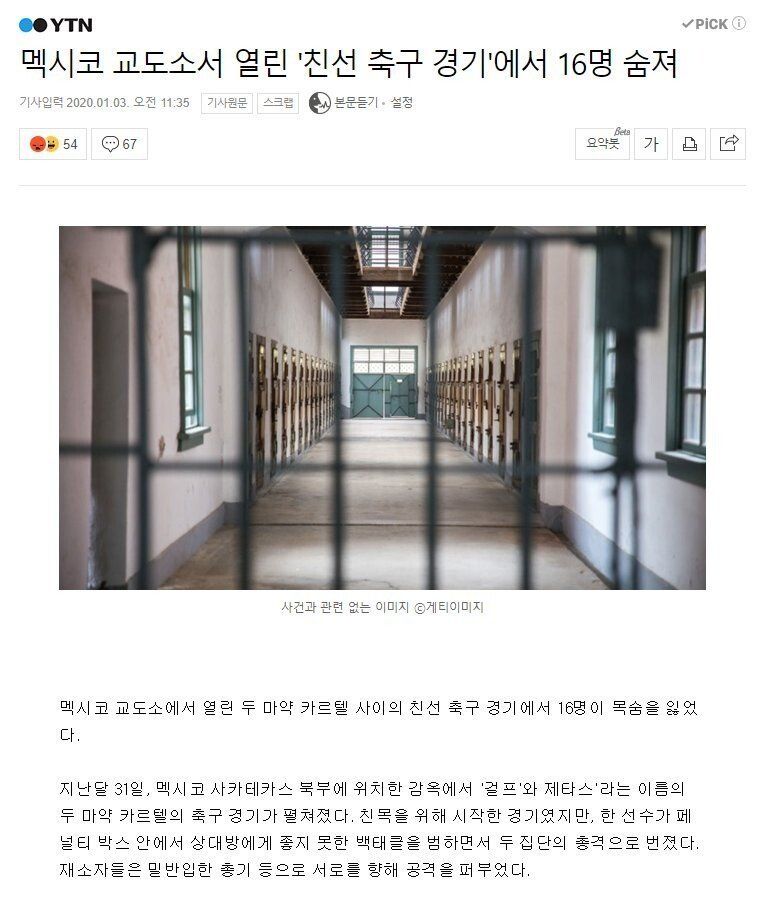 YTN
PiCK
멕시코 교도소서 열린 '친선 축구 경기'에서 16명 숨져
기사입력 2020.01.03. 오전 11:35 기사원문 스크랩 본문듣기 · 설정
54 67 요약봇 Beta 가
사건과 관련 없는 이미지 ⓒ게티이미지
멕시코 교도소에서 열린 두 마약 카르텔 사이의 친선 축구 경기에서 16명이 목숨을 잃었
다.
지난달 31일, 멕시코 사카테카스 북부에 위치한 감옥에서 '걸프'와 제타스'라는 이름의
두 마약 카르텔의 축구 경기가 펼쳐졌다. 친목을 위해 시작한 경기였지만, 한 선수가 페
널티 박스 안에서 상대방에게 좋지 못한 백태클을 범하면서 두 집단의 총격으로 번졌다.
재소자들은 밀반입한 총기 등으로 서로를 향해 공격을 퍼부었다.